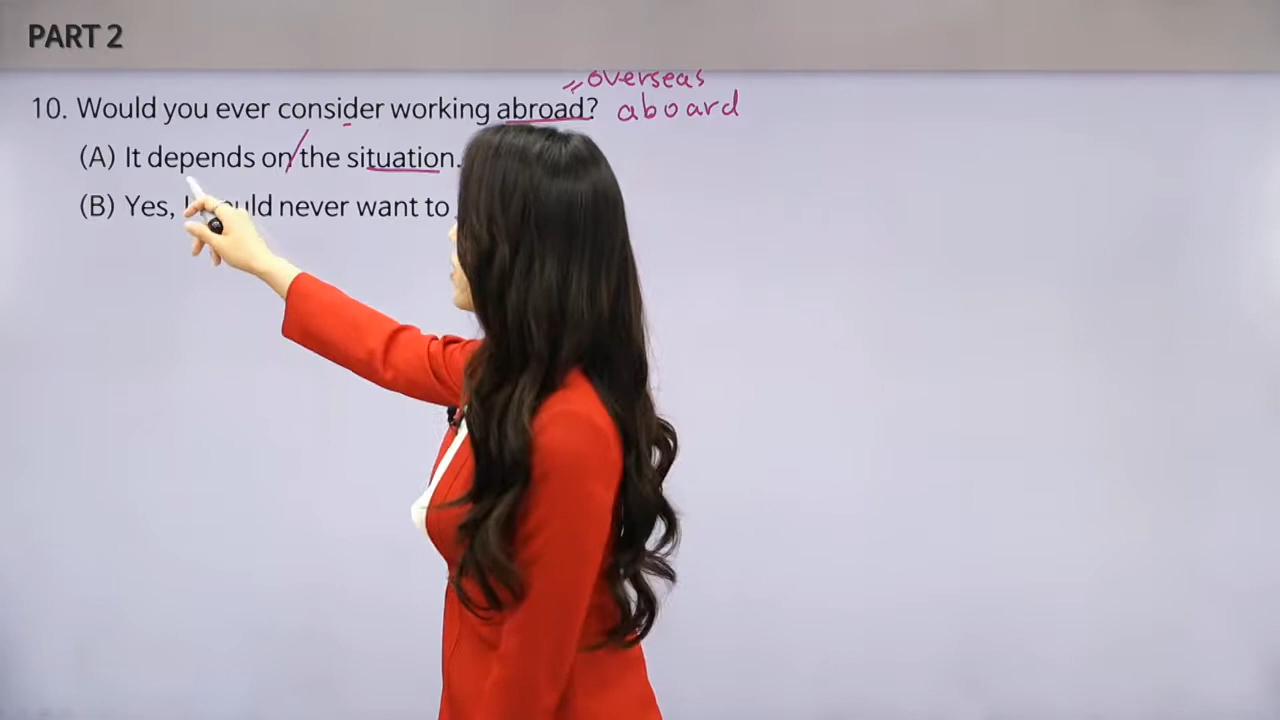 PART 2
= overseas
10. Would you ever consider working abroad? aboard
(A) It depends on/the situation.
(B) Yes, I would never want to